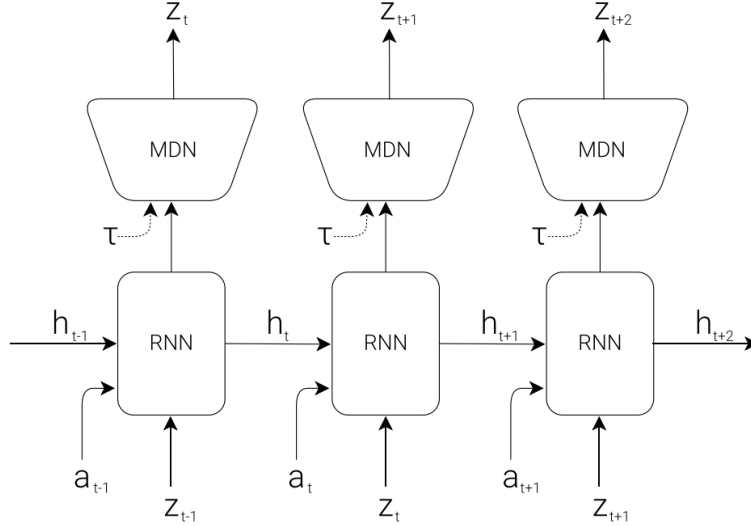 z_t z_{t+1} z_{t+2}
MDN MDN MDN
τ τ τ
h_{t-1} h_t h_{t+1} h_{t+2}
RNN RNN RNN
a_{t-1} a_t a_{t+1}
z_{t-1} z_t z_{t+1}